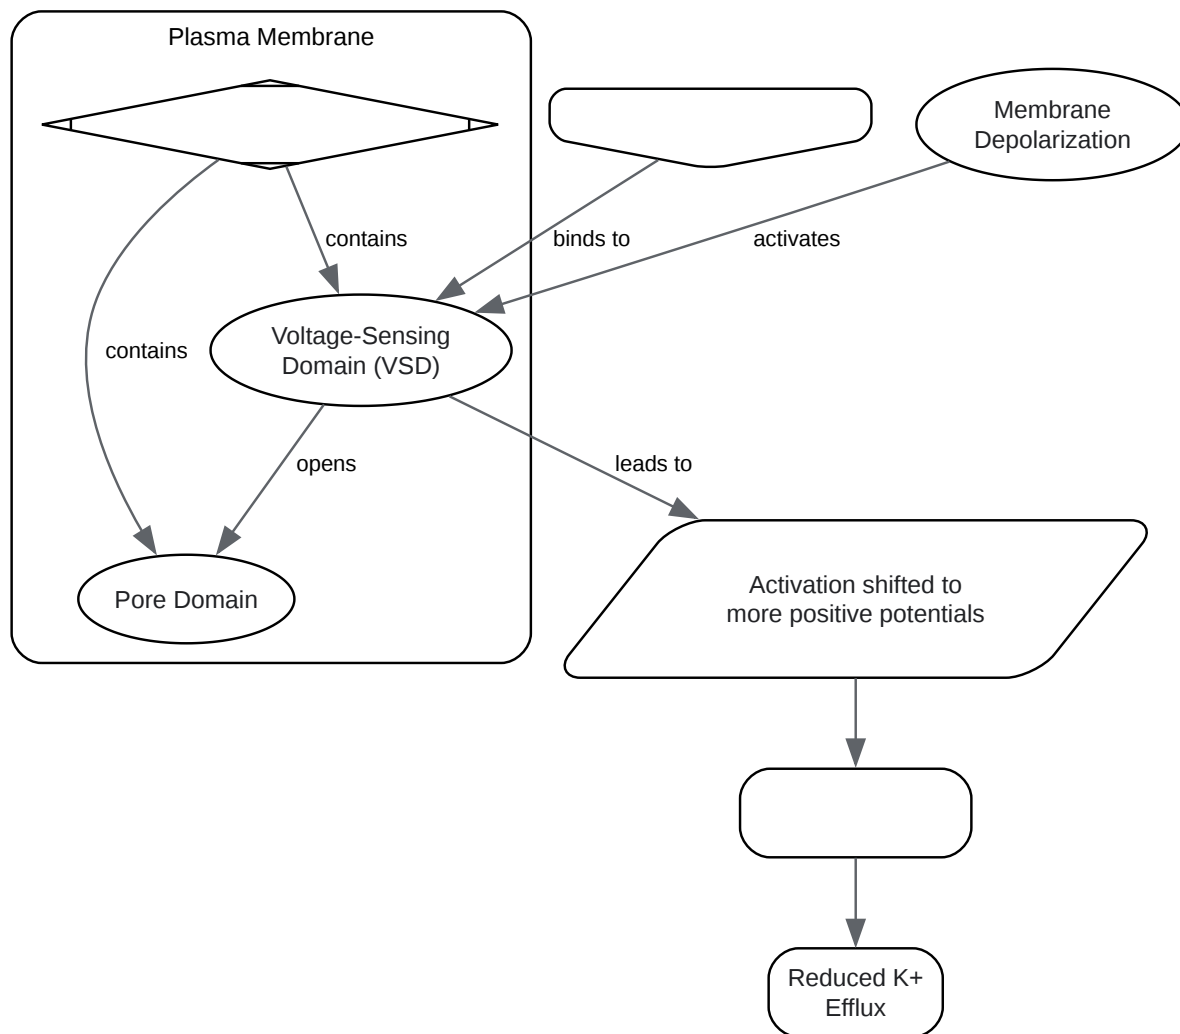 Plasma Membrane
Membrane
Depolarization
contains
binds to
activates
Voltage-Sensing
Domain (VSD)
contains
opens
leads to
Activation shifted to
more positive potentials
Pore Domain
Reduced K+
Efflux